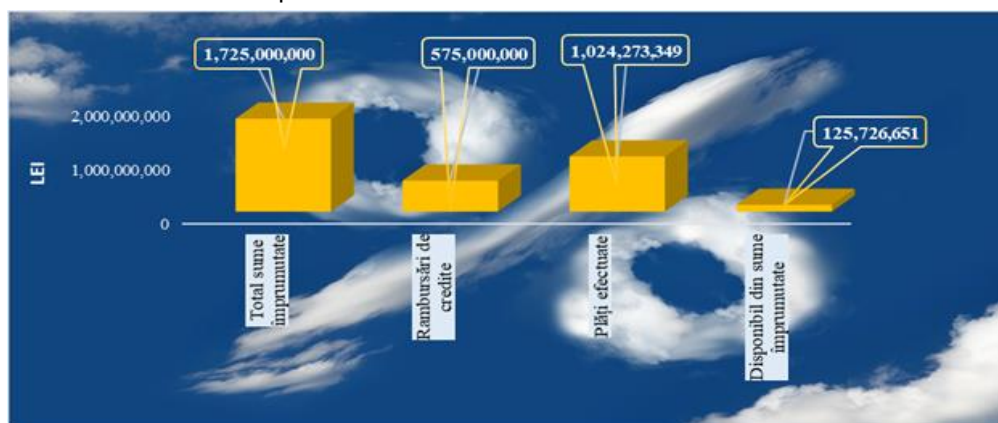 1,725,000,000
575,000,000
1,024,273,349
125,726,651
2,000,000,000
1,000,000,000
0
LEI
Total sume
împrumutate
Rambursări de
credite
Plăți efectuate
Disponibil din sume
împrumutate